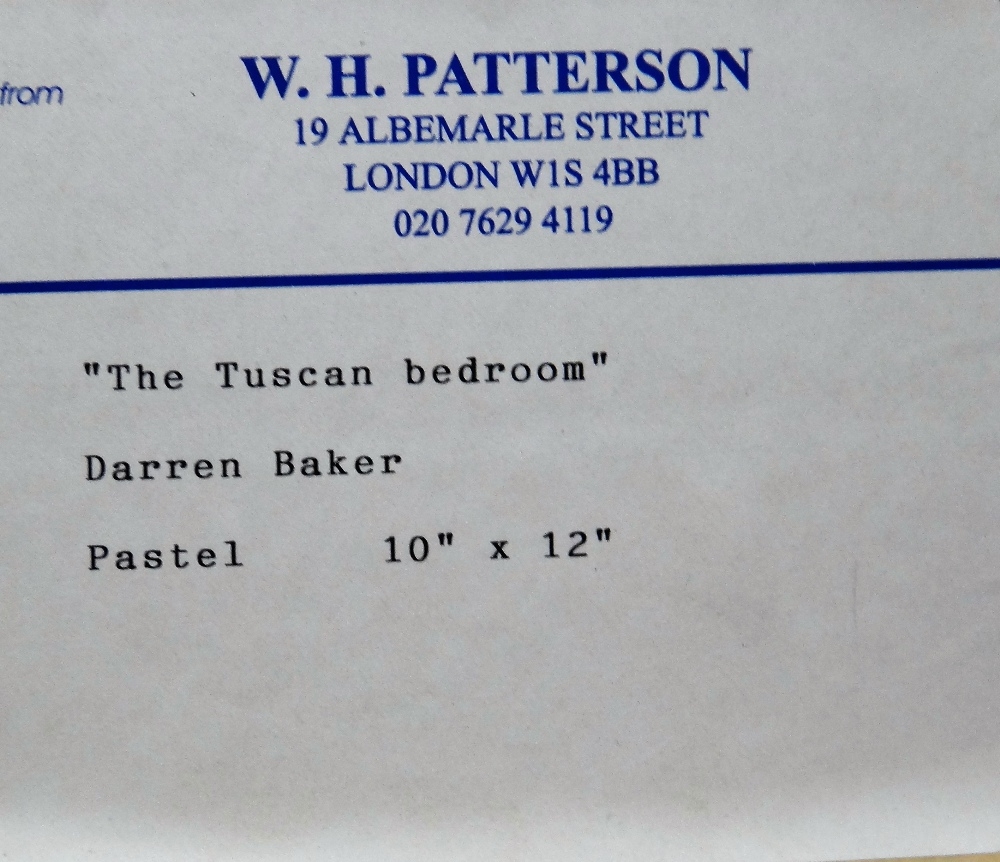 from
W. H. PATTERSON
19 ALBEMARLE STREET
LONDON W1S 4BB
020 7629 4119
"The Tuscan bedroom"
Darren Baker
Pastel 10" x 12"